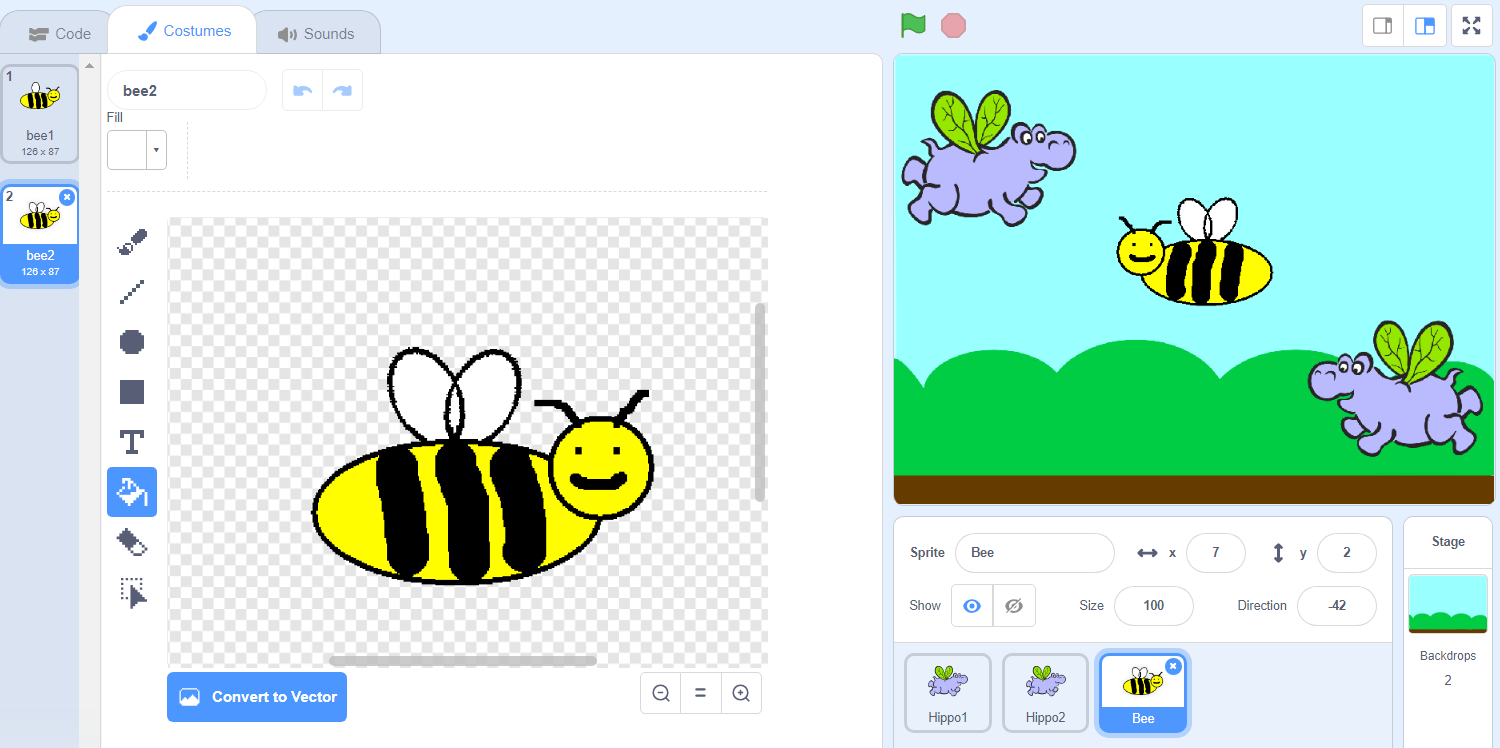 Code
Costumes
Sounds
1
bee1
126 x 87
2
bee2
126 x 87
bee2
Fill
T
Convert to Vector
Sprite
Bee
x
7
y
2
Show
Size
100
Direction
-42
Hippo1
Hippo2
Bee
Stage
Backdrops
2